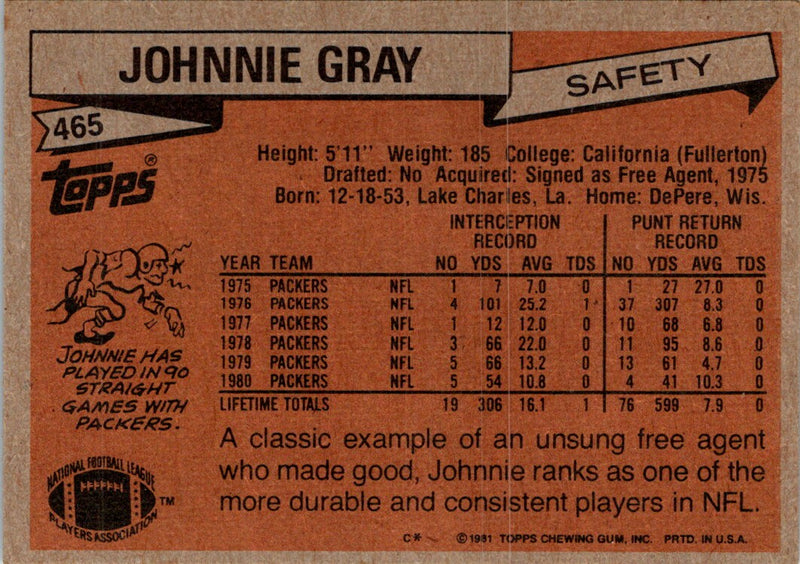 JOHNNIE GRAY
SAFETY
465
TOPPS®
Height: 5'11" Weight: 185 College: California (Fullerton)
Drafted: No Acquired: Signed as Free Agent, 1975
Born: 12-18-53, Lake Charles, La. Home: DePere, Wis.
INTERCEPTION RECORD PUNT RETURN RECORD
YEAR TEAM NO YDS AVG TDS NO YDS AVG TDS
1975 PACKERS NFL 1 7 7.0 0 1 27 27.0 0
1976 PACKERS NFL 4 101 25.2 1 37 307 8.3 0
1977 PACKERS NFL 1 12 12.0 0 10 68 6.8 0
1978 PACKERS NFL 3 66 22.0 0 11 95 8.6 0
1979 PACKERS NFL 5 66 13.2 0 13 61 4.7 0
1980 PACKERS NFL 5 54 10.8 0 4 41 10.3 0
LIFETIME TOTALS 19 306 16.1 1 76 599 7.9 0
JOHNNIE HAS
PLAYED IN 90
STRAIGHT
GAMES WITH
PACKERS.
A classic example of an unsung free agent
who made good, Johnnie ranks as one of the
more durable and consistent players in NFL.
NATIONAL FOOTBALL LEAGUE
PLAYERS ASSOCIATION
™
C* ©1981 TOPPS CHEWING GUM, INC. PRTD. IN U.S.A.